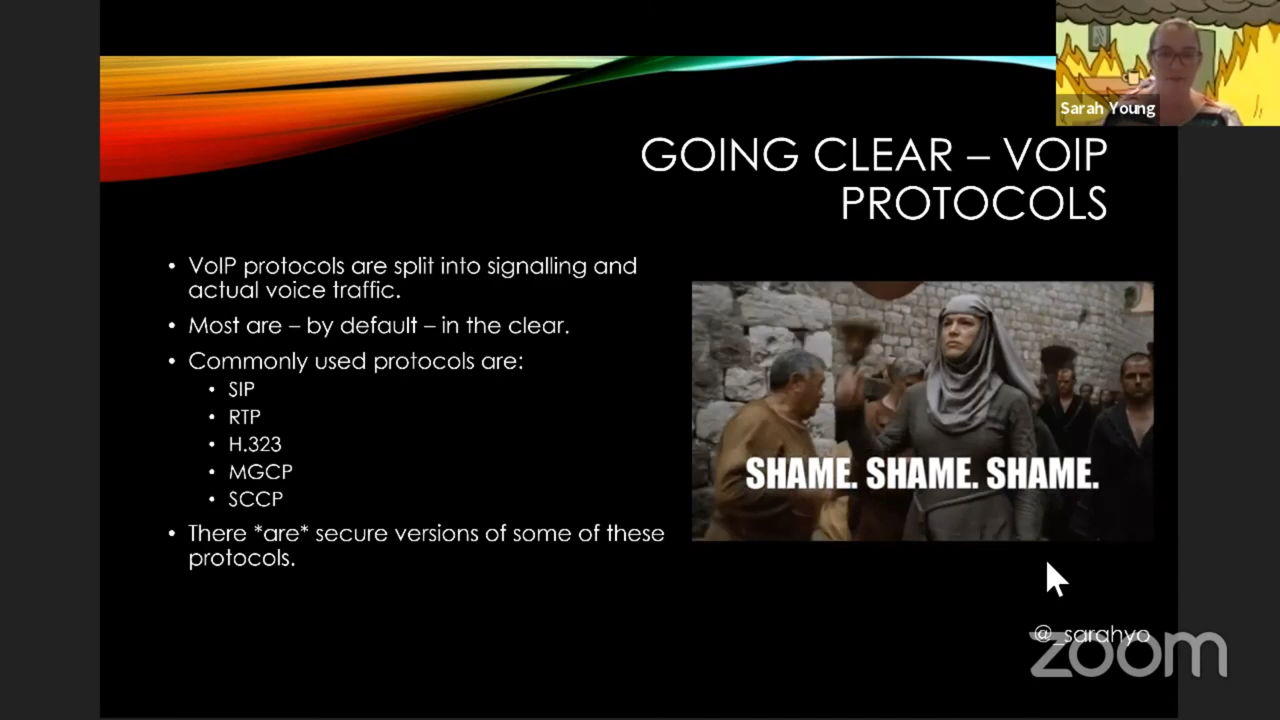 Sarah Young
GOING CLEAR – VOIP
PROTOCOLS
• VoIP protocols are split into signalling and
actual voice traffic.
• Most are – by default – in the clear.
• Commonly used protocols are:
• SIP
• RTP
• H.323
• MGCP
• SCCP
• There *are* secure versions of some of these
protocols.
SHAME. SHAME. SHAME.
@_sarahyo
zoom